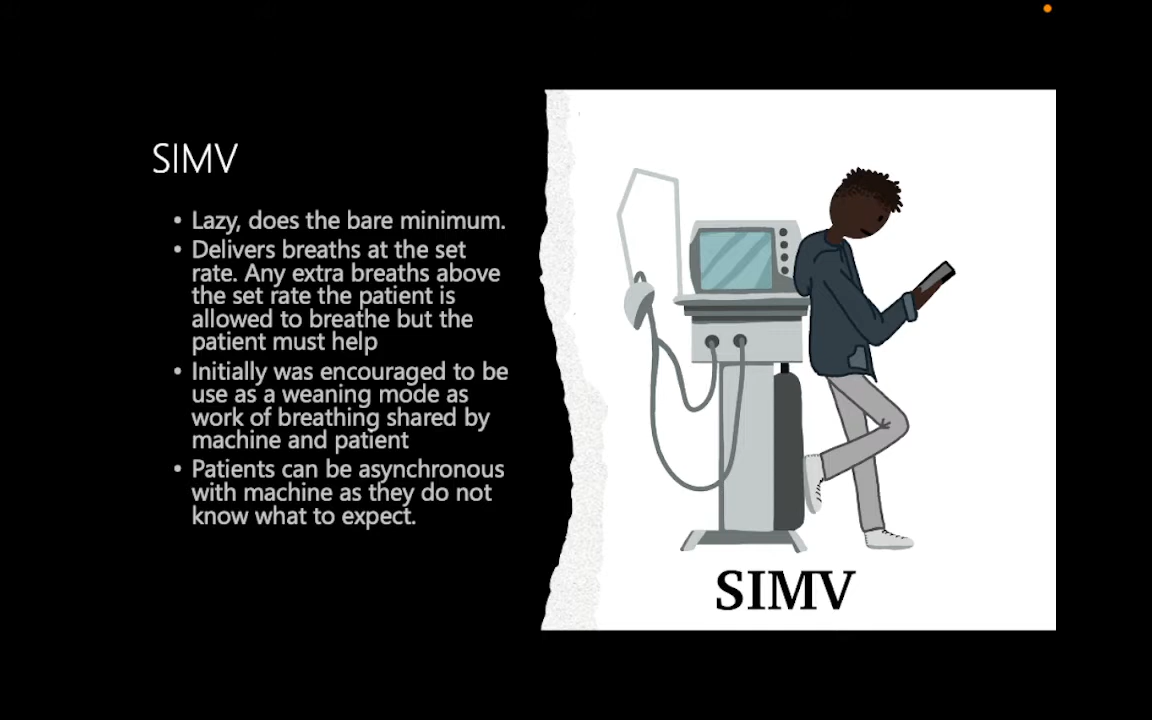 SIMV
• Lazy, does the bare minimum.
• Delivers breaths at the set
rate. Any extra breaths above
the set rate the patient is
allowed to breathe but the
patient must help
• Initially was encouraged to be
use as a weaning mode as
work of breathing shared by
machine and patient
• Patients can be asynchronous
with machine as they do not
know what to expect.
SIMV